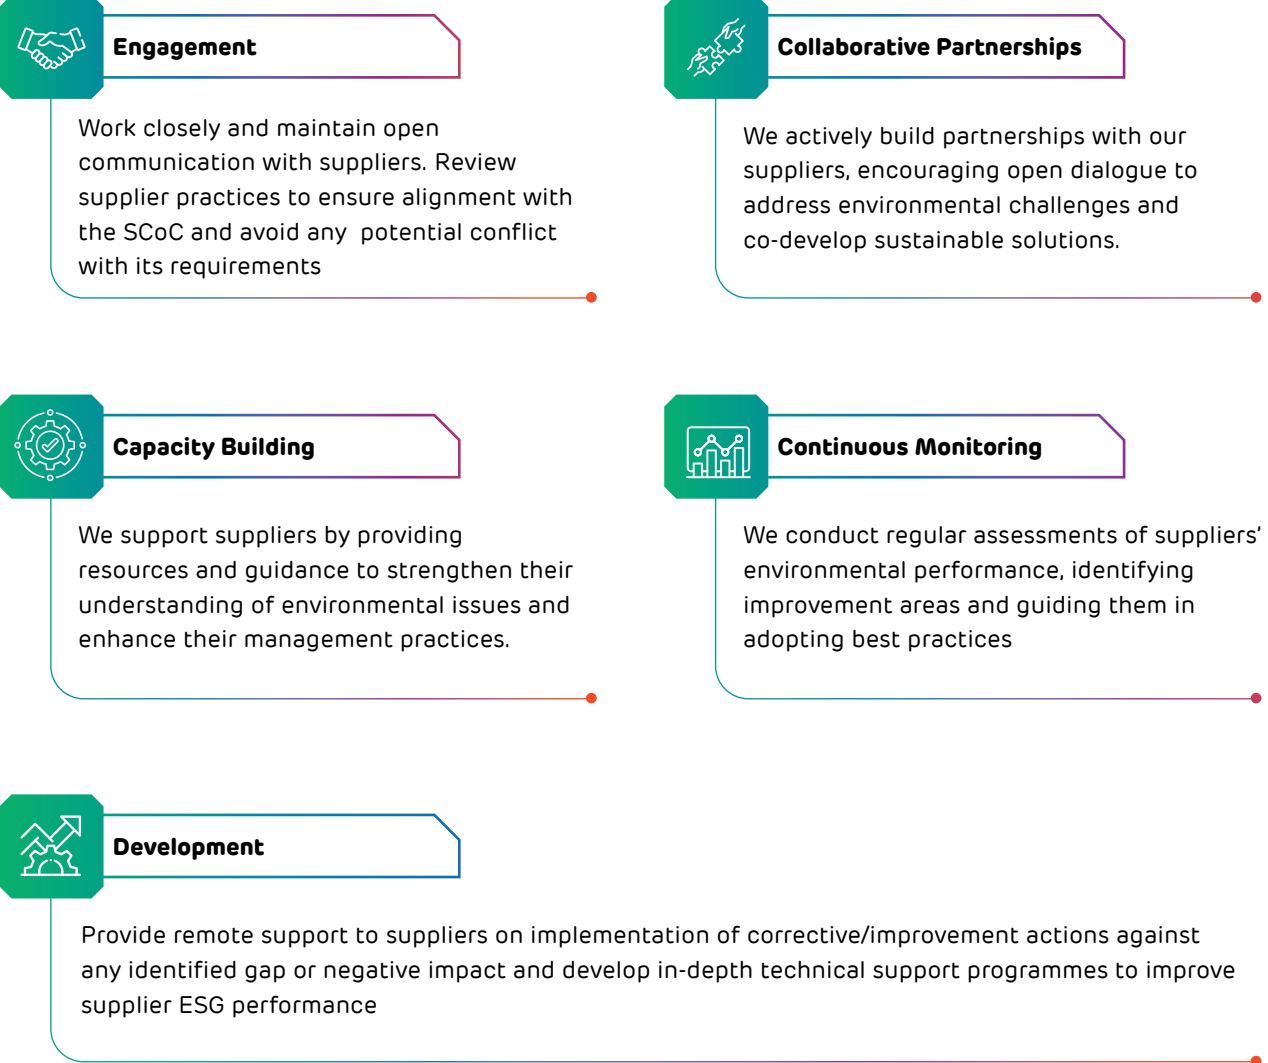 Engagement
Work closely and maintain open
communication with suppliers. Review
supplier practices to ensure alignment with
the SCoC and avoid any  potential conflict
with its requirements
Collaborative Partnerships
We actively build partnerships with our
suppliers, encouraging open dialogue to
address environmental challenges and
co-develop sustainable solutions.
Capacity Building
We support suppliers by providing
resources and guidance to strengthen their
understanding of environmental issues and
enhance their management practices.
Continuous Monitoring
We conduct regular assessments of suppliers’
environmental performance, identifying
improvement areas and guiding them in
adopting best practices
Development
Provide remote support to suppliers on implementation of corrective/improvement actions against
any identified gap or negative impact and develop in-depth technical support programmes to improve
supplier ESG performance